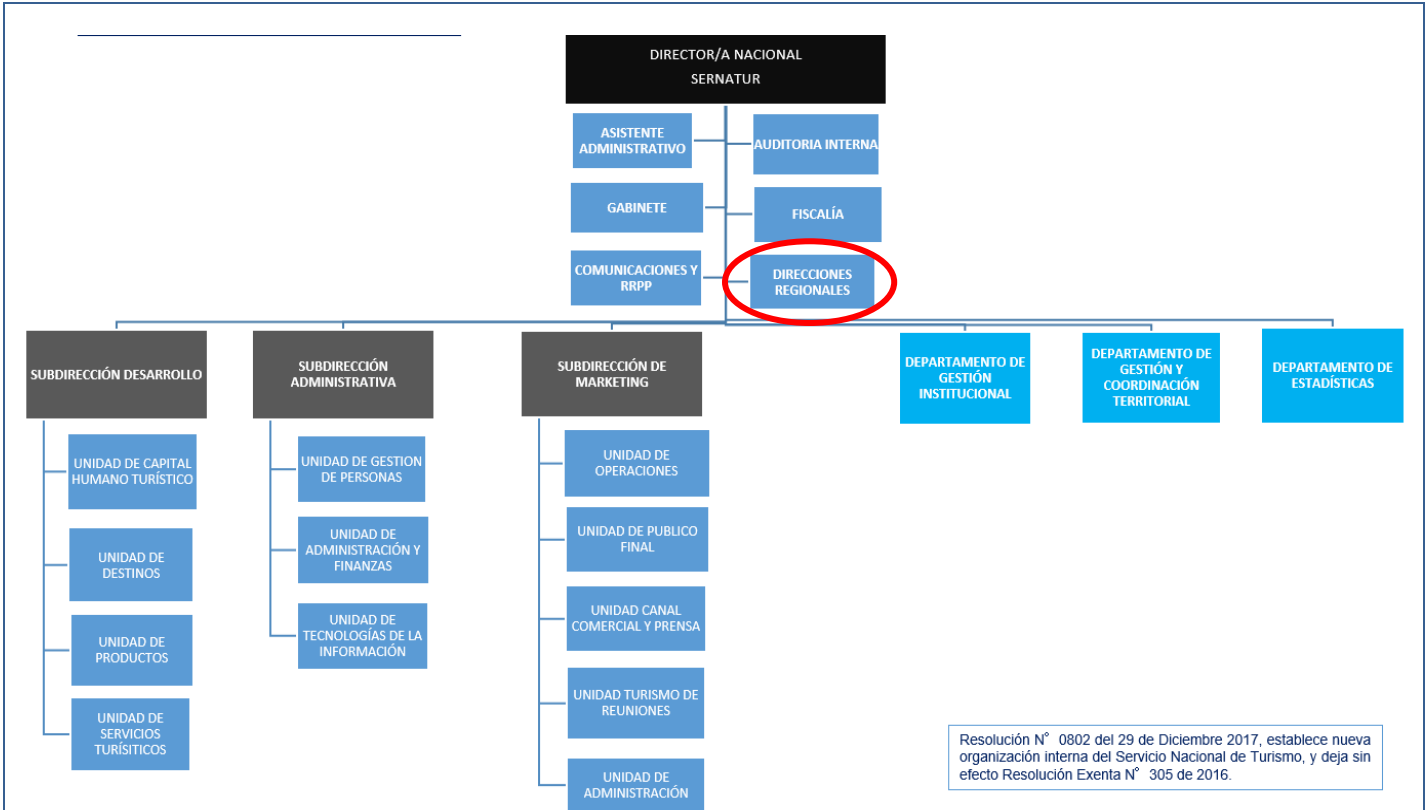 DIRECTOR/A NACIONAL
SERNATUR
ASISTENTE
ADMINISTRATIVO
AUDITORIA INTERNA
GABINETE
FISCALÍA
COMUNICACIONES Y
RRPP
DIRECCIONES
REGIONALES
SUBDIRECCIÓN DESARROLLO
SUBDIRECCIÓN
ADMINISTRATIVA
SUBDIRECCIÓN DE
MARKETING
DEPARTAMENTO DE
GESTIÓN
INSTITUCIONAL
DEPARTAMENTO DE
GESTIÓN Y
COORDINACIÓN
TERRITORIAL
DEPARTAMENTO DE
ESTADÍSTICAS
UNIDAD DE CAPITAL
HUMANO TURÍSTICO
UNIDAD DE
DESTINOS
UNIDAD DE
PRODUCTOS
UNIDAD DE
SERVICIOS
TURÍSITICOS
UNIDAD DE GESTION
DE PERSONAS
UNIDAD DE
ADMINISTRACIÓN Y
FINANZAS
UNIDAD DE
TECNOLOGÍAS DE LA
INFORMACIÓN
UNIDAD DE
OPERACIONES
UNIDAD DE PUBLICO
FINAL
UNIDAD CANAL
COMERCIAL Y PRENSA
UNIDAD TURISMO DE
REUNIONES
UNIDAD DE
ADMINISTRACIÓN
Resolución N° 0802 del 29 de Diciembre 2017, establece nueva
organización interna del Servicio Nacional de Turismo, y deja sin
efecto Resolución Exenta N° 305 de 2016.